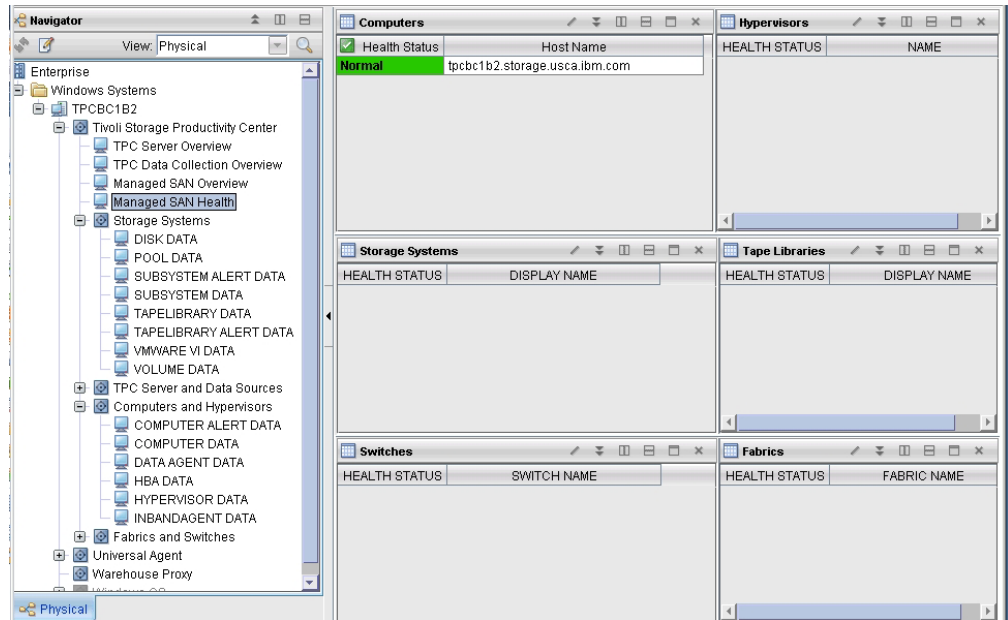 Navigator
View: Physical
Enterprise
Windows Systems
TPCBC1B2
Tivoli Storage Productivity Center
TPC Server Overview
TPC Data Collection Overview
Managed SAN Overview
Managed SAN Health
Storage Systems
DISK DATA
POOL DATA
SUBSYSTEM ALERT DATA
SUBSYSTEM DATA
TAPELIBRARY DATA
TAPELIBRARY ALERT DATA
VMWARE VI DATA
VOLUME DATA
TPC Server and Data Sources
Computers and Hypervisors
COMPUTER ALERT DATA
COMPUTER DATA
DATA AGENT DATA
HBA DATA
HYPERVISOR DATA
INBANDAGENT DATA
Fabrics and Switches
Universal Agent
Warehouse Proxy
Physical
Computers
Health Status Host Name
Normal tpcbc1b2.storage.usca.ibm.com
Hypervisors
HEALTH STATUS NAME
Storage Systems
HEALTH STATUS DISPLAY NAME
Tape Libraries
HEALTH STATUS DISPLAY NAME
Switches
HEALTH STATUS SWITCH NAME
Fabrics
HEALTH STATUS FABRIC NAME